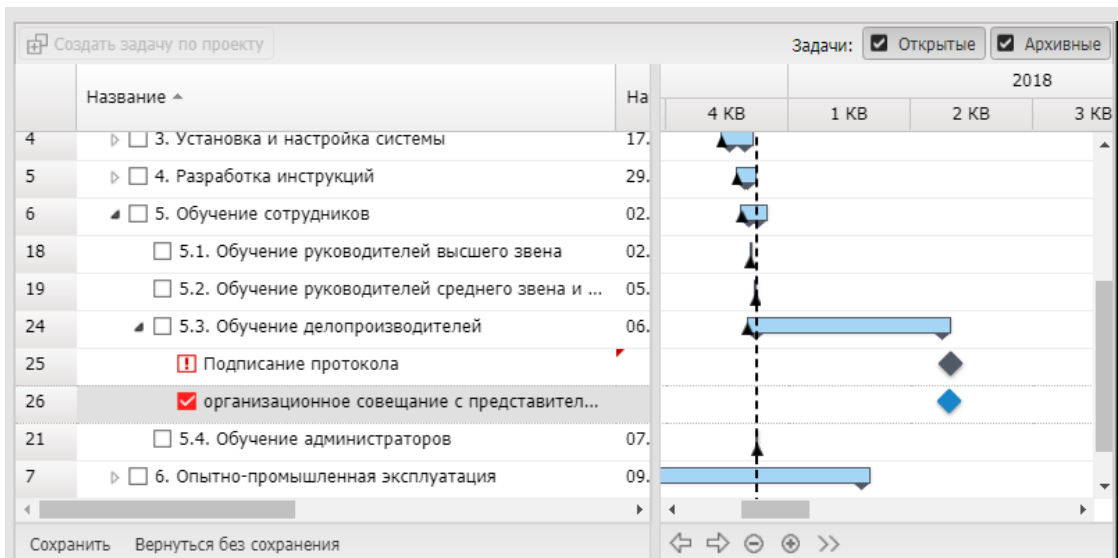 Создать задачу по проекту Задачи: Открытые Архивные
Название На 2018
4 КВ 1 КВ 2 КВ 3 КВ
4 3. Установка и настройка системы 17.
5 4. Разработка инструкций 29.
6 5. Обучение сотрудников 02.
18 5.1. Обучение руководителей высшего звена 02.
19 5.2. Обучение руководителей среднего звена и ... 05.
24 5.3. Обучение делопроизводителей 06.
25 Подписание протокола
26 организационное совещание с представител...
21 5.4. Обучение администраторов 07.
7 6. Опытно-промышленная эксплуатация 09.
Сохранить Вернуться без сохранения